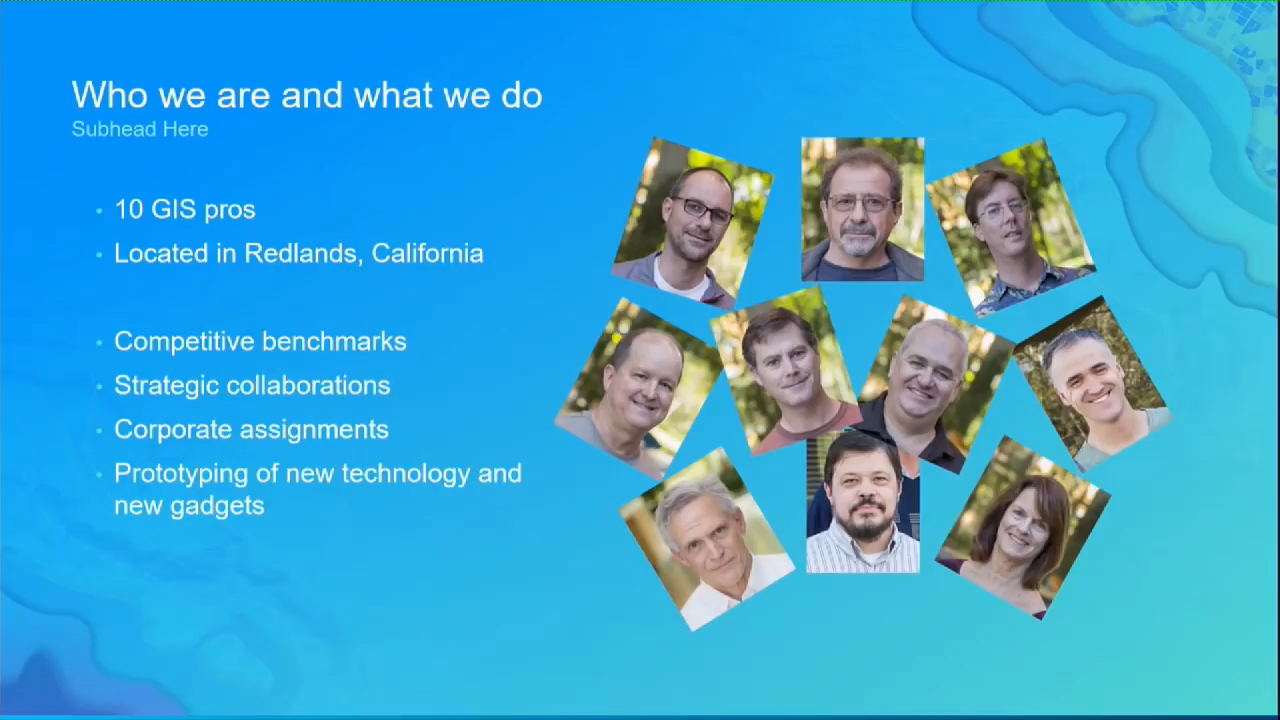 Who we are and what we do
Subhead Here
10 GIS pros
Located in Redlands, California
Competitive benchmarks
Strategic collaborations
Corporate assignments
Prototyping of new technology and
new gadgets